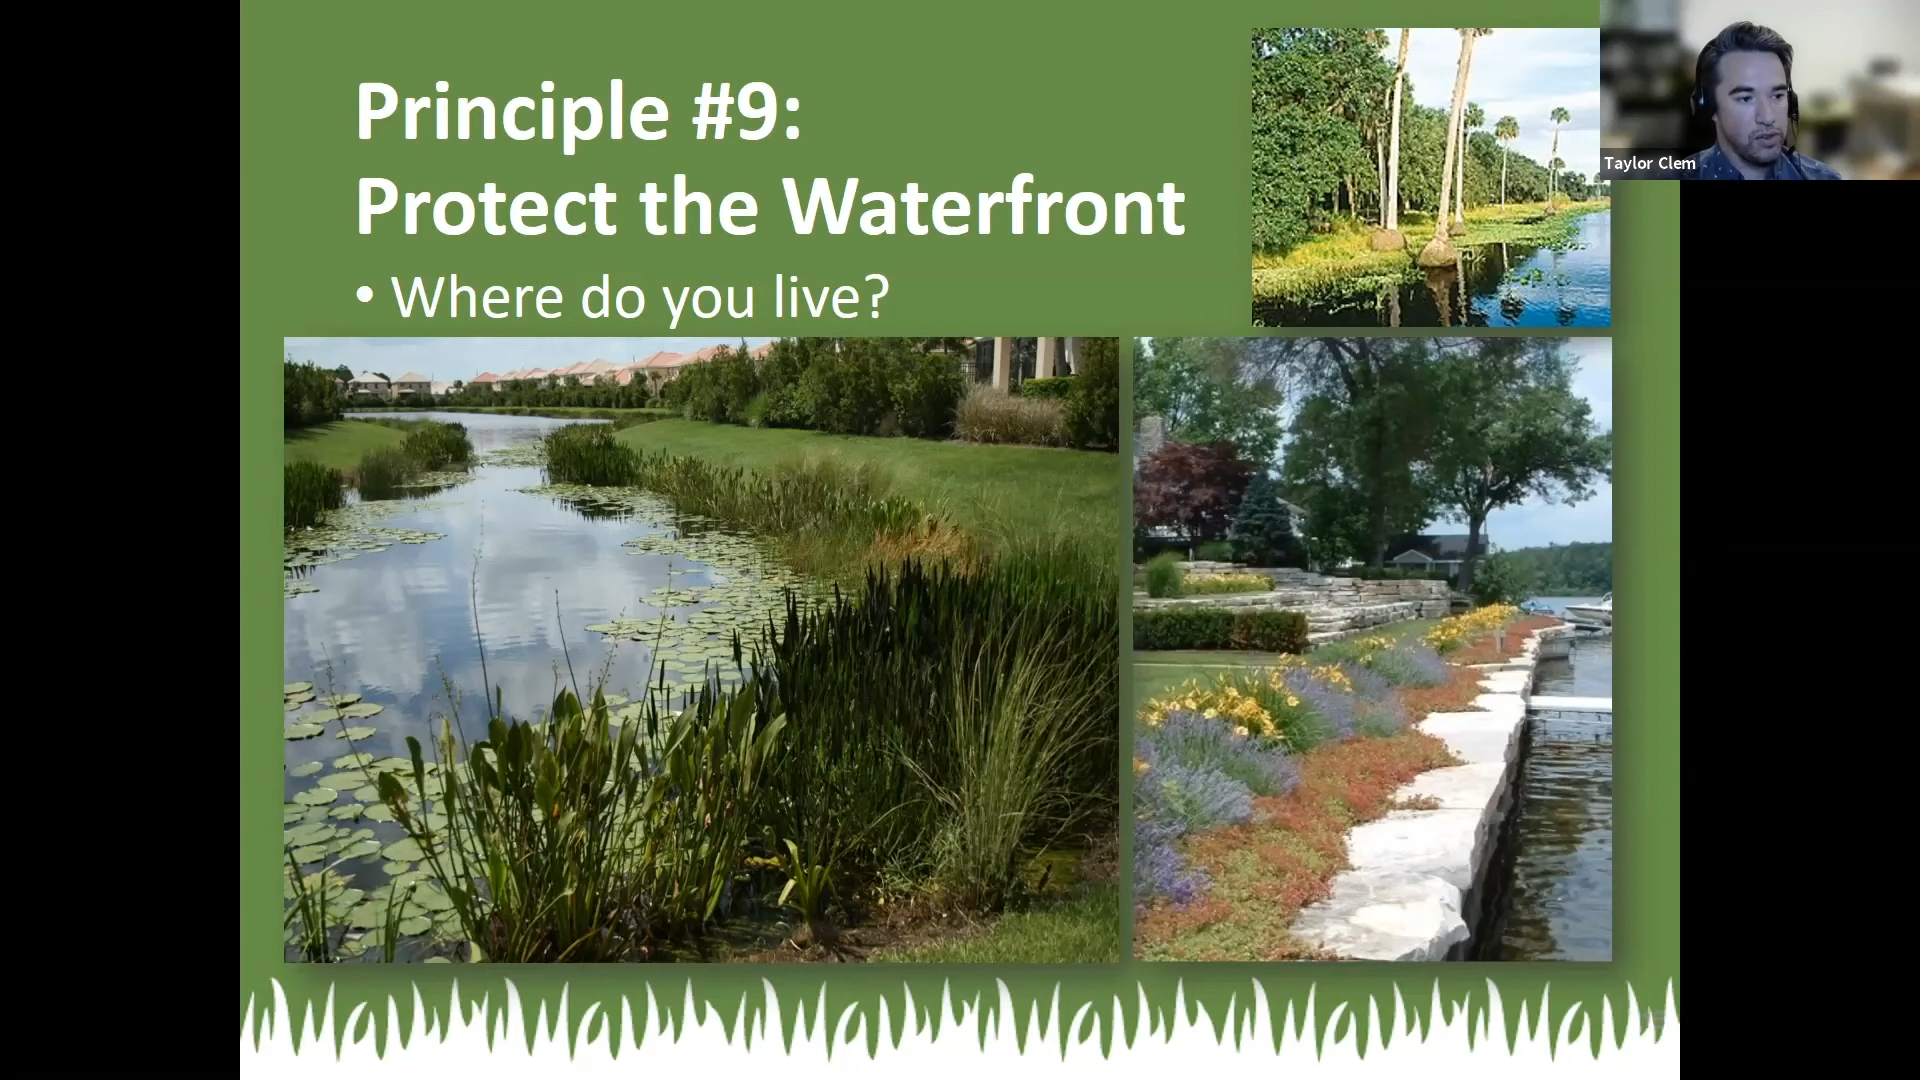 Principle #9:
Protect the Waterfront
• Where do you live?
Taylor Clem